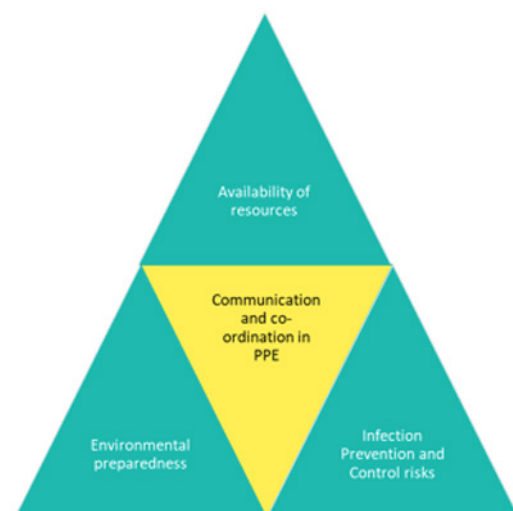 Availability of
resources
Communication
and co-
ordination in
PPE
Environmental
preparedness
Infection
Prevention and
Control risks